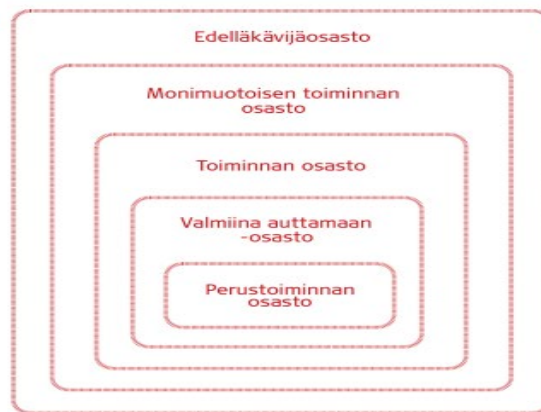 Edelläkävijäosasto
Monimuotoisen toiminnan
osasto
Toiminnan osasto
Valmiina auttamaan
-osasto
Perustoiminnan
osasto